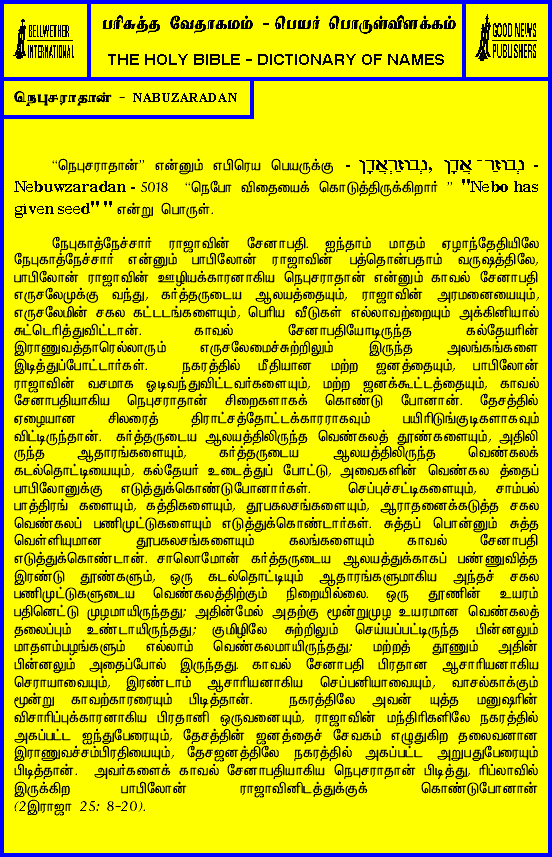 BELLWETHER
INTERNATIONAL
பரிசுத்த வேதாகமம் - பெயர் பொருள்விளக்கம்
THE HOLY BIBLE - DICTIONARY OF NAMES
GOOD NEWS
PUBLISHERS
நெபுசராதான் - NABUZARADAN
“நெபுசராதான்” என்னும் எபிரெய பெயருக்கு - נְבוּזַרְאֲדָן, נְבוּזַר־אֲדָן -
Nebuwzaradan - 5018 “நெபோ விதையைக் கொடுத்திருக்கிறார் ” "Nebo has
given seed" " என்று பொருள்.
நேபுகாத்நேச்சார் ராஜாவின் சேனாபதி. ஐந்தாம் மாதம் ஏழாந்தேதியிலே
நேபுகாத்நேச்சார் என்னும் பாபிலோன் ராஜாவின் பத்தொன்பதாம் வருஷத்திலே,
பாபிலோன் ராஜாவின் ஊழியக்காரனாகிய நெபுசராதான் என்னும் காவல் சேனாபதி
எருசலேமுக்கு வந்து, கர்த்தருடைய ஆலயத்தையும், ராஜாவின் அரமனையையும்,
எருசலேமின் சகல கட்டடங்களையும், பெரிய வீடுகள் எல்லாவற்றையும் அக்கினியால்
சுட்டெரித்துவிட்டான். காவல் சேனாபதியோடிருந்த கல்தேயரின்
இராணுவத்தாரெல்லாரும் எருசலேமைச்சுற்றிலும் இருந்த அலங்கங்களை
இடித்துப்போட்டார்கள். நகரத்தில் மீதியான மற்ற ஜனத்தையும், பாபிலோன்
ராஜாவின் வசமாக ஓடிவந்துவிட்டவர்களையும், மற்ற ஜனக்கூட்டத்தையும், காவல்
சேனாபதியாகிய நெபுசராதான் சிறைகளாகக் கொண்டு போனான். தேசத்தில்
ஏழையான சிலரைத் திராட்சத்தோட்டக்காரராகவும் பயிரிடுங்குடிகளாகவும்
விட்டிருந்தான். கர்த்தருடைய ஆலயத்திலிருந்த வெண்கலத் தூண்களையும், அதிலி
ருந்த ஆதாரங்களையும், கர்த்தருடைய ஆலயத்திலிருந்த வெண்கலக்
கடல்தொட்டியையும், கல்தேயர் உடைத்துப் போட்டு, அவைகளின் வெண்கல த்தைப்
பாபிலோனுக்கு எடுத்துக்கொண்டுபோனார்கள். செப்புச்சட்டிகளையும், சாம்பல்
பாத்திரங் களையும், கத்திகளையும், தூபகலசங்களையும், ஆராதனைக்கடுத்த சகல
வெண்கலப் பணிமுட்டுகளையும் எடுத்துக்கொண்டார்கள். சுத்தப் பொன்னும் சுத்த
வெள்ளியுமான தூபகலசங்களையும் கலங்களையும் காவல் சேனாபதி
எடுத்துக்கொண்டான். சாலொமோன் கர்த்தருடைய ஆலயத்துக்காகப் பண்ணுவித்த
இரண்டு தூண்களும், ஒரு கடல்தொட்டியும் ஆதாரங்களுமாகிய அந்தச் சகல
பணிமுட்டுகளுடைய வெண்கலத்திற்கும் நிறையில்லை. ஒரு தூணின் உயரம்
பதினெட்டு முழமாயிருந்தது; அதின்மேல் அதற்கு மூன்றுமுழ உயரமான வெண்கலத்
தலைப்பும் உண்டாயிருந்தது; குமிழிலே சுற்றிலும் செய்யப்பட்டிருந்த பின்னலும்
மாதளம்பழங்களும் எல்லாம் வெண்கலமாயிருந்தது; மற்றத் தூணும் அதின்
பின்னலும் அதைப்போல் இருந்தது. காவல் சேனாபதி பிரதான ஆசாரியனாகிய
செராயாவையும், இரண்டாம் ஆசாரியனாகிய செப்பனியாவையும், வாசல்காக்கும்
மூன்று காவற்காரரையும் பிடித்தான். நகரத்திலே அவன் யுத்த மனுஷரின்
விசாரிப்புக்காரனாகிய பிரதானி ஒருவனையும், ராஜாவின் மந்திரிகளிலே நகரத்தில்
அகப்பட்ட ஐந்துபேரையும், தேசத்தின் ஜனத்தைச் சேவகம் எழுதுகிற தலைவனான
இராணுவச்சம்பிரதியையும், தேசஜனத்திலே நகரத்தில் அகப்பட்ட அறுபதுபேரையும்
பிடித்தான். அவர்களைக் காவல் சேனாபதியாகிய நெபுசராதான் பிடித்து, ரிப்லாவில்
இருக்கிற பாபிலோன் ராஜாவினிடத்துக்குக் கொண்டுபோனான்
(2இராஜா 25: 8-20).